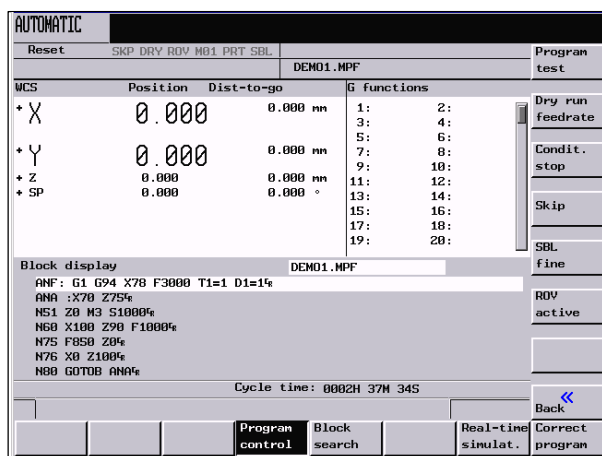 AUTOMATIC
Reset SKP DRY ROV M01 PRT SBL
DEMO1.MPF
Program test
WCS Position Dist-to-go G functions
+ X 0.000 0.000 mm
+ Y 0.000 0.000 mm
+ Z 0.000 0.000 mm
+ SP 0.000 0.000 °
1: 2:
3: 4:
5: 6:
7: 8:
9: 10:
11: 12:
13: 14:
15: 16:
17: 18:
19: 20:
Dry run feedrate
Condit. stop
Skip
SBL fine
ROV active
Block display DEMO1.MPF
ANF: G1 G94 X78 F3000 T1=1 D1=1␍
ANA :X70 Z75␍
N51 Z0 M3 S1000␍
N60 X100 Z90 F1000␍
N75 F850 Z0␍
N76 X0 Z100␍
N80 GOTOB ANA␍
Cycle time: 0002H 37M 34S
« Back
Program control
Block search
Real-time simulat.
Correct program